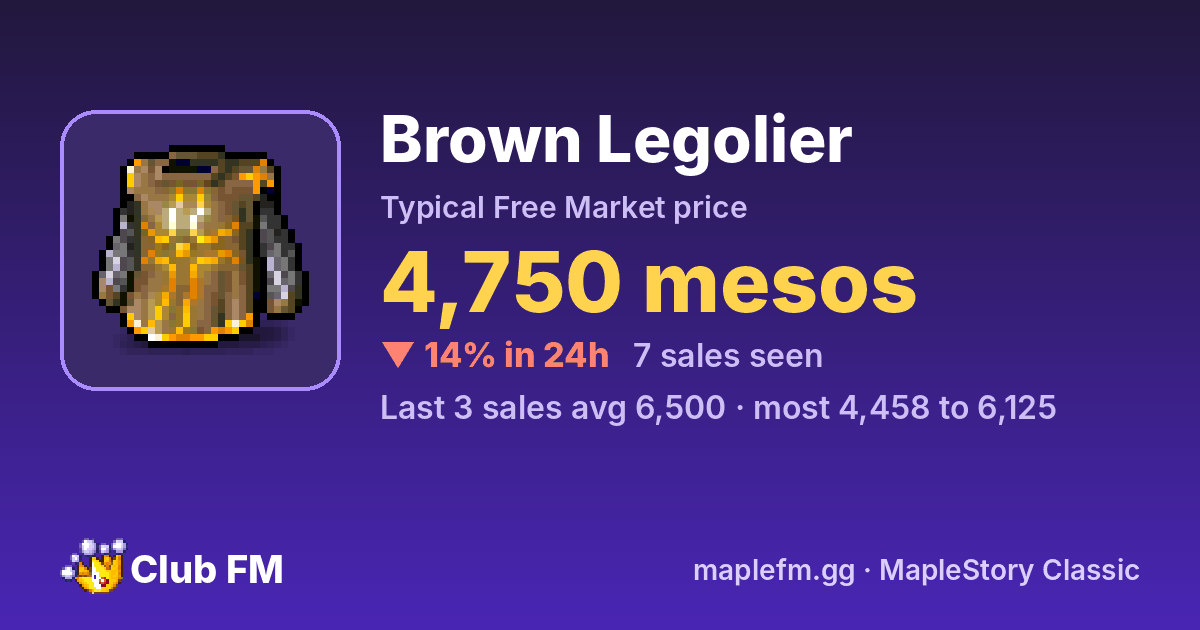 Brown Legolier
Typical Free Market price
4,750 mesos
▼ 14% in 24h 7 sales seen
Last 3 sales avg 6,500 · most 4,458 to 6,125
Club FM
maplefm.gg · MapleStory Classic